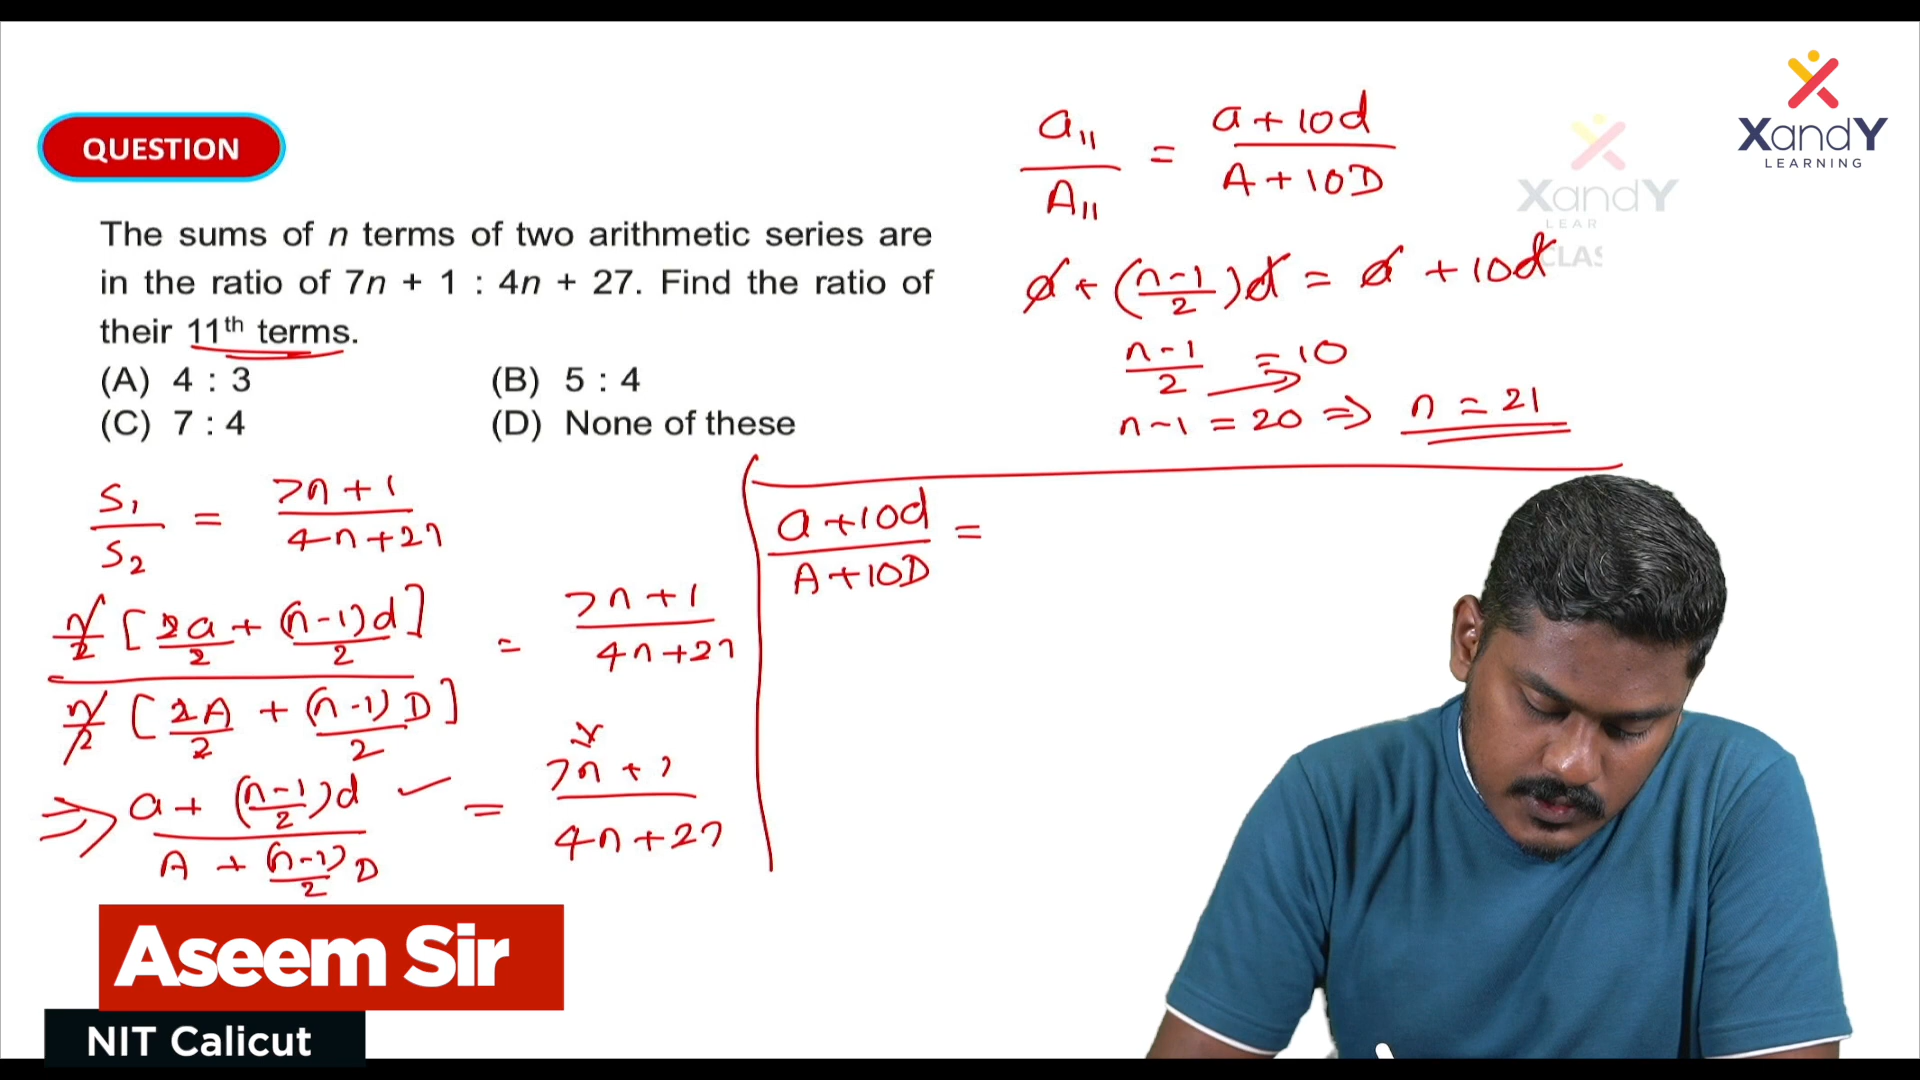 QUESTION
The sums of n terms of two arithmetic series are
in the ratio of 7n + 1 : 4n + 27. Find the ratio of
their 11th terms.
(A) 4 : 3 (B) 5 : 4
(C) 7 : 4 (D) None of these
S₁/S₂ = 7n+1/4n+27
n/2 [2a/2 + (n-1)d/2] / n/2 [2A/2 + (n-1)D/2] = 7n+1/4n+27
⇒ a + (n-1/2)d / A + (n-1)/2 D = 7n+1/4n+27
a₁₁/A₁₁ = a+10d/A+10D
a + (n-1/2)d = a + 10d
n-1/2 = 10
n-1 = 20 ⇒ n = 21
a+10d/A+10D =
XandY
LEARNING
XandY
LEAR
CLAS
Aseem Sir
NIT Calicut